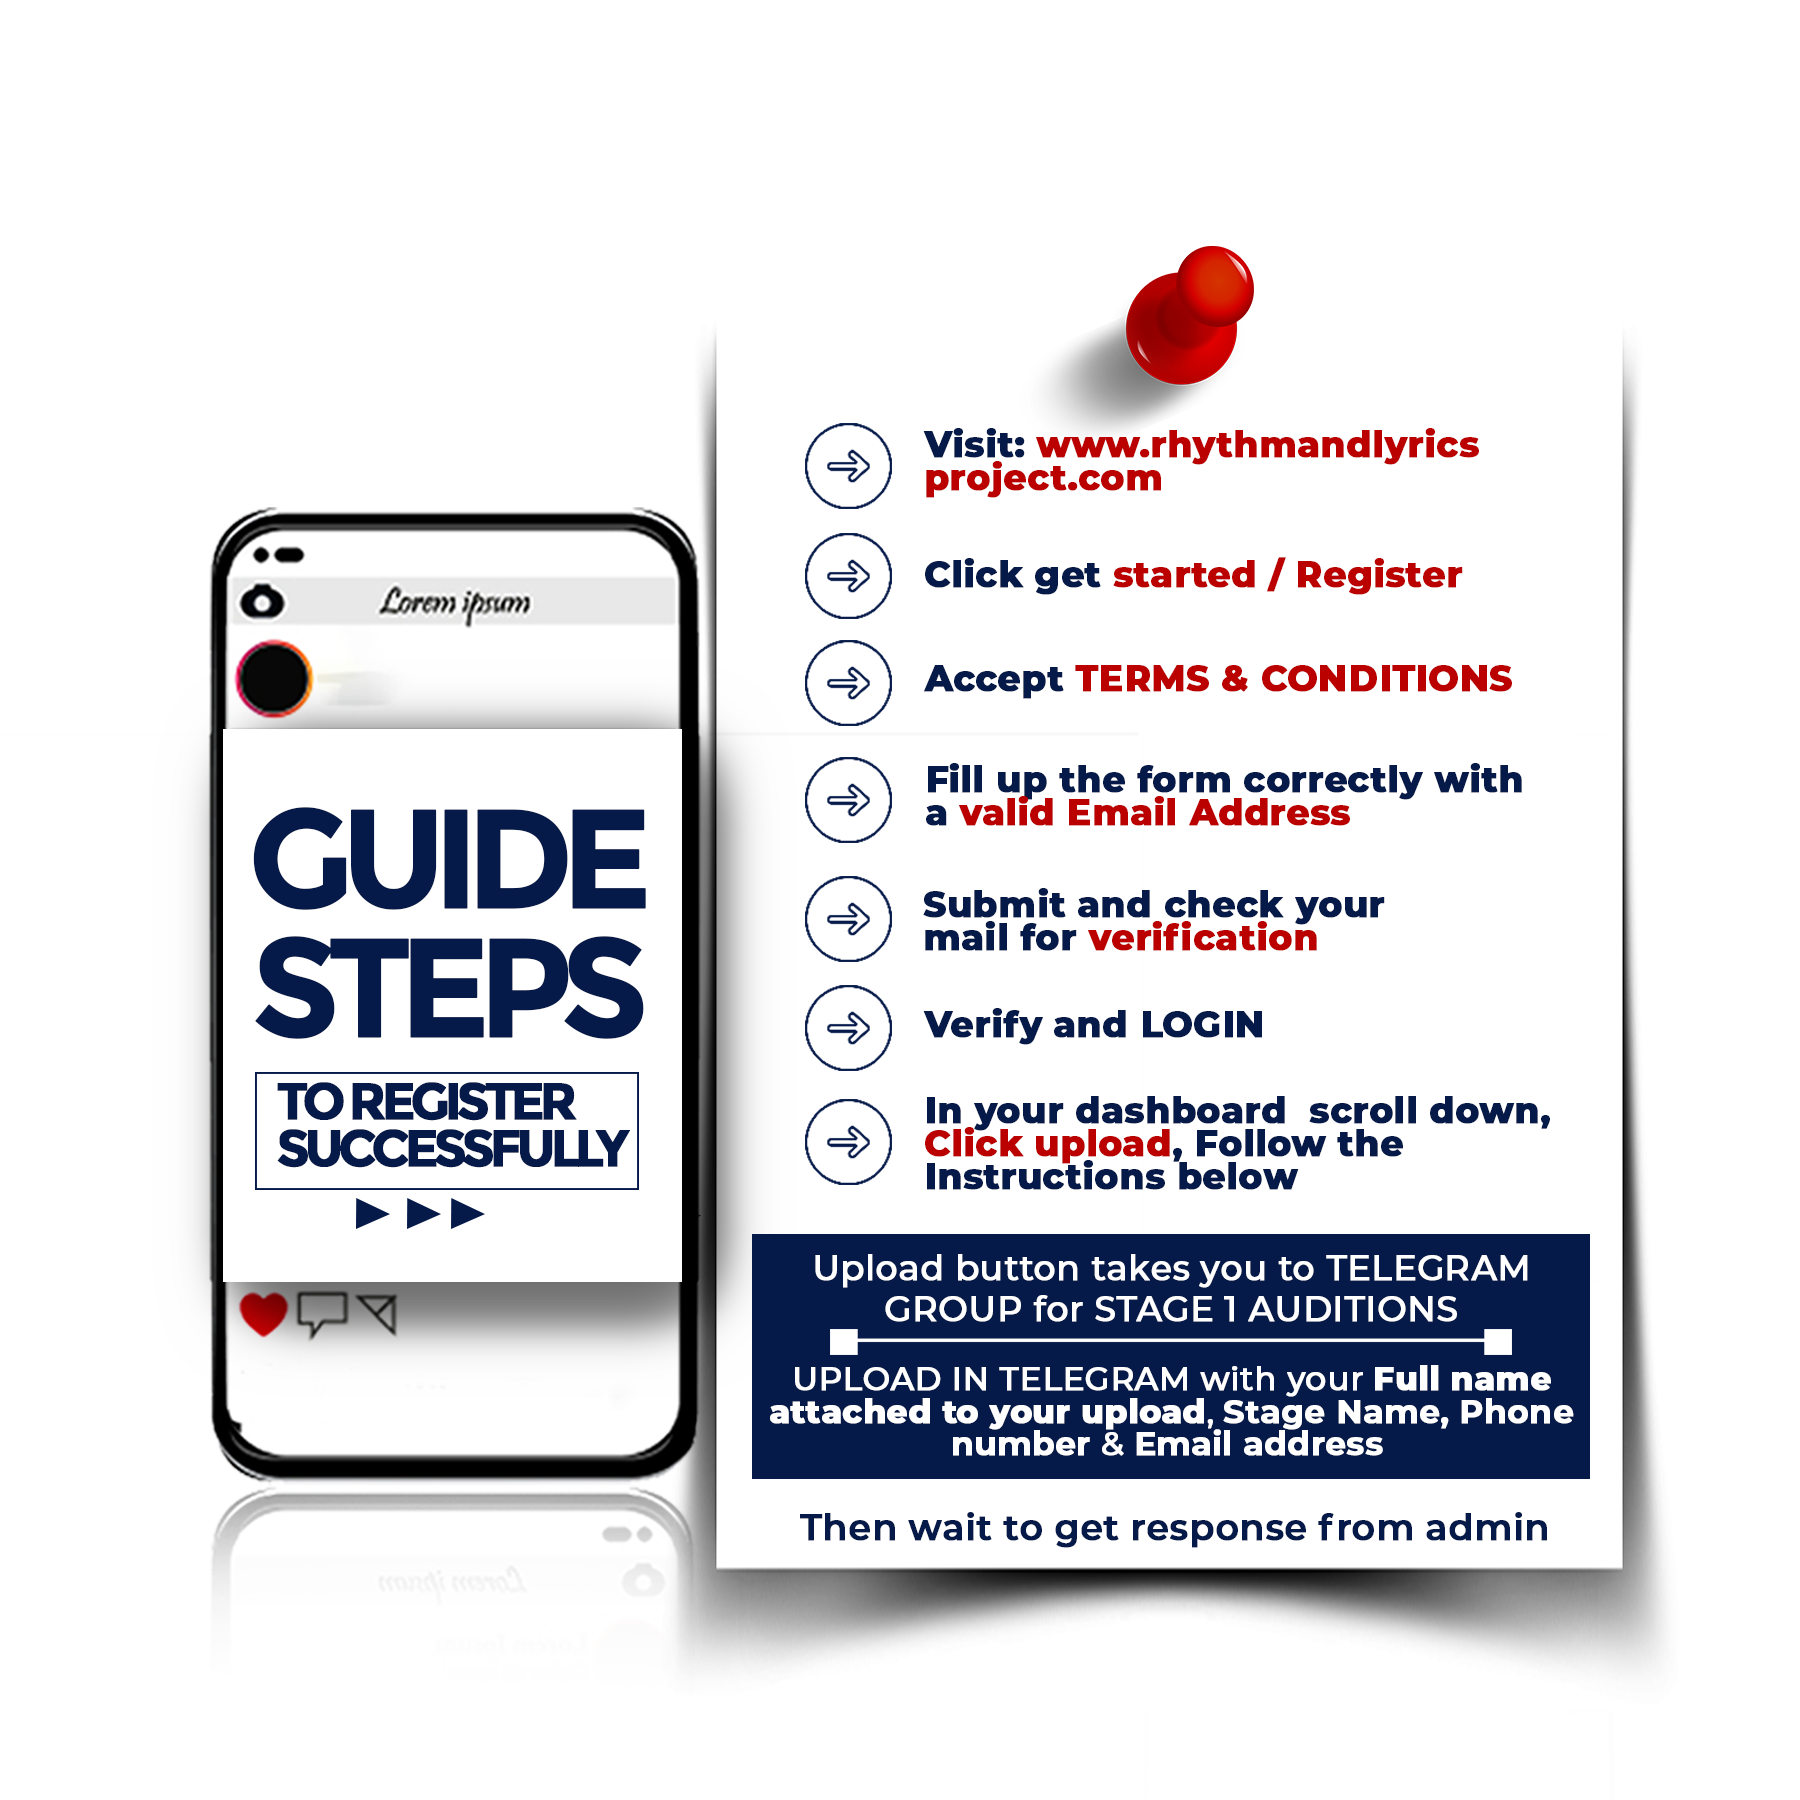 Lorem ipsum
GUIDE
STEPS
TO REGISTER
SUCCESSFULLY
Visit: www.rhythmandlyrics
project.com
Click get started / Register
Accept TERMS & CONDITIONS
Fill up the form correctly with
a valid Email Address
Submit and check your
mail for verification
Verify and LOGIN
In your dashboard scroll down,
Click upload, Follow the
Instructions below
Upload button takes you to TELEGRAM
GROUP for STAGE 1 AUDITIONS
UPLOAD IN TELEGRAM with your Full name
attached to your upload, Stage Name, Phone
number & Email address
Then wait to get response from admin
Lorem ipsum